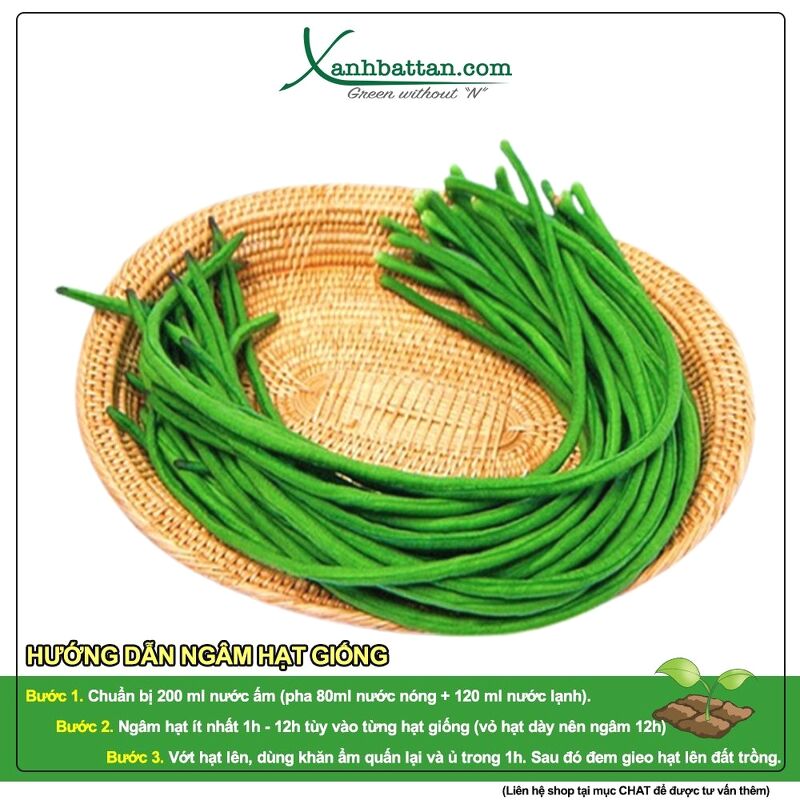 Xanhbattan.com
Green without "N"
HƯỚNG DẪN NGÂM HẠT GIỐNG
Bước 1. Chuẩn bị 200 ml nước ấm (pha 80ml nước nóng + 120 ml nước lạnh).
Bước 2. Ngâm hạt ít nhất 1h - 12h tùy vào từng hạt giống (vỏ hạt dày nên ngâm 12h)
Bước 3. Vớt hạt lên, dùng khăn ẩm quấn lại và ủ trong 1h. Sau đó đem gieo hạt lên đất trồng.
(Liên hệ shop tại mục CHAT để được tư vấn thêm)